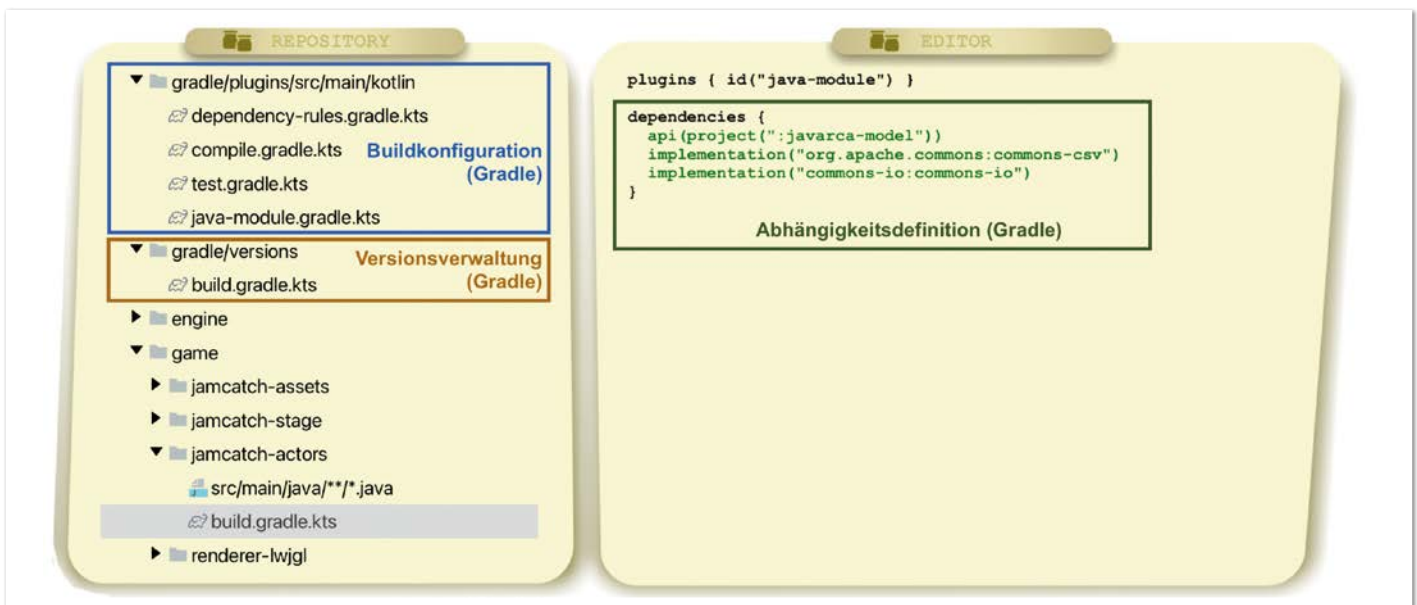 REPOSITORY
gradle/plugins/src/main/kotlin
dependency-rules.gradle.kts
compile.gradle.kts
test.gradle.kts
java-module.gradle.kts
Buildkonfiguration
(Gradle)
gradle/versions
build.gradle.kts
Versionsverwaltung
(Gradle)
engine
game
jamcatch-assets
jamcatch-stage
jamcatch-actors
src/main/java/**/*.java
build.gradle.kts
renderer-lwjgl
EDITOR
plugins { id("java-module") }
dependencies {
api(project(":javarca-model"))
implementation("org.apache.commons:commons-csv")
implementation("commons-io:commons-io")
}
Abhängigkeitsdefinition (Gradle)